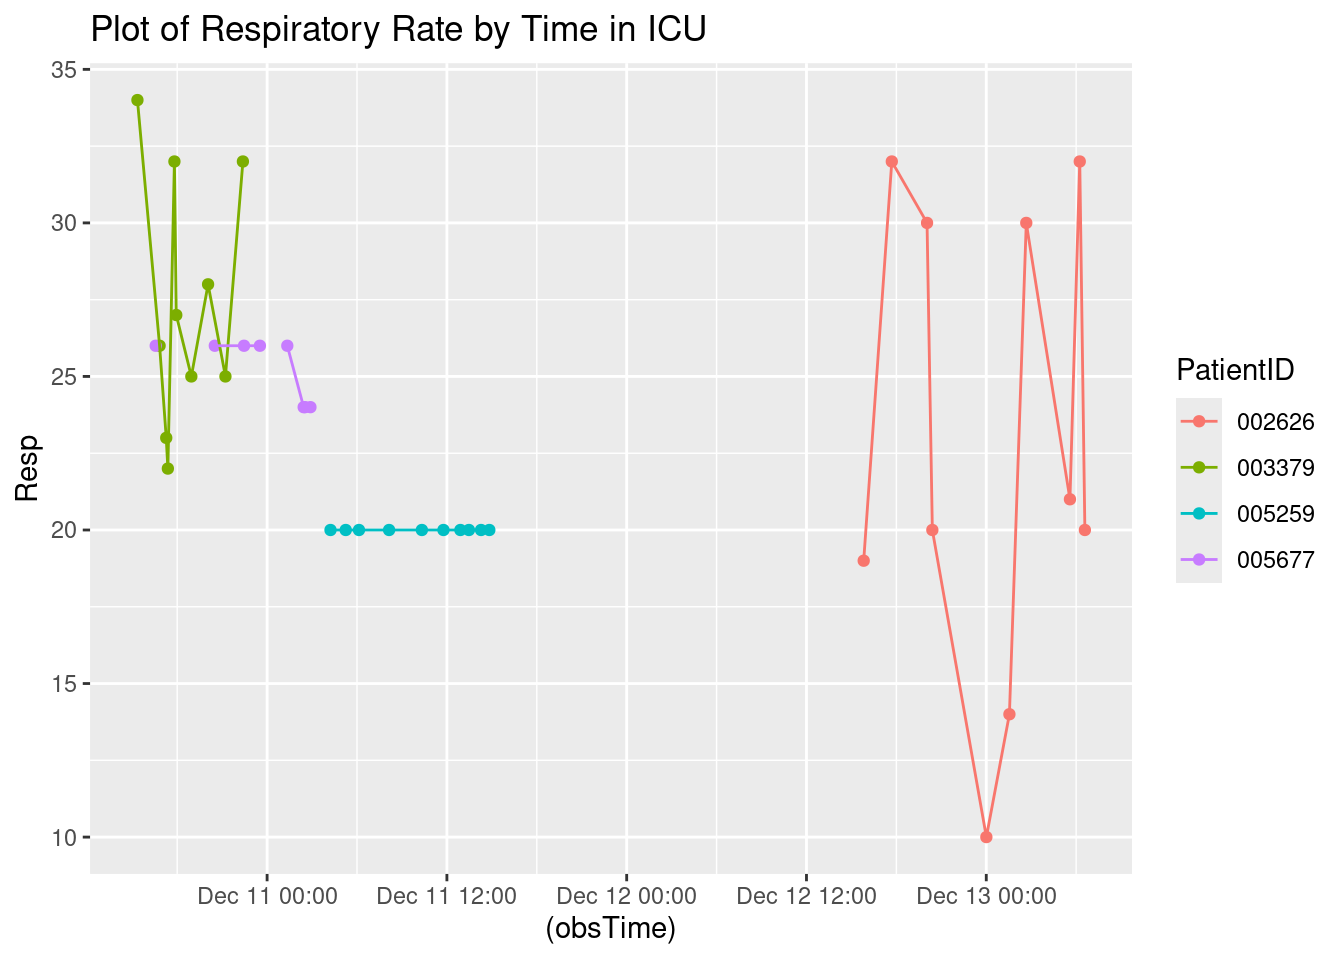 Plot of Respiratory Rate by Time in ICU
35
30
25
20
15
10
Resp
Dec 11 00:00
Dec 11 12:00
Dec 12 00:00
Dec 12 12:00
Dec 13 00:00
(obsTime)
PatientID
002626
003379
005259
005677